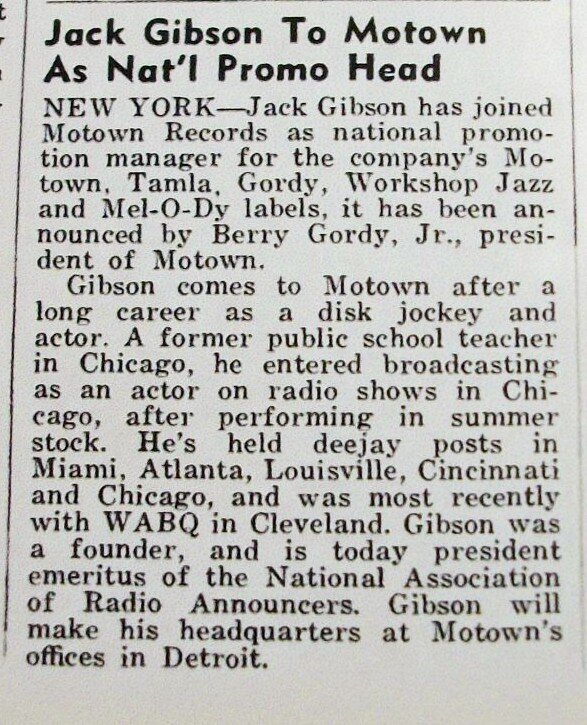 Jack Gibson To Motown
As Nat'l Promo Head
NEW YORK—Jack Gibson has joined
Motown Records as national promo-
tion manager for the company's Mo-
town, Tamla, Gordy, Workshop Jazz
and Mel-O-Dy labels, it has been an-
nounced by Berry Gordy, Jr., presi-
dent of Motown.
Gibson comes to Motown after a
long career as a disk jockey and
actor. A former public school teacher
in Chicago, he entered broadcasting
as an actor on radio shows in Chi-
cago, after performing in summer
stock. He's held deejay posts in
Miami, Atlanta, Louisville, Cincinnati
and Chicago, and was most recently
with WABQ in Cleveland. Gibson was
a founder, and is today president
emeritus of the National Association
of Radio Announcers. Gibson will
make his headquarters at Motown's
offices in Detroit.